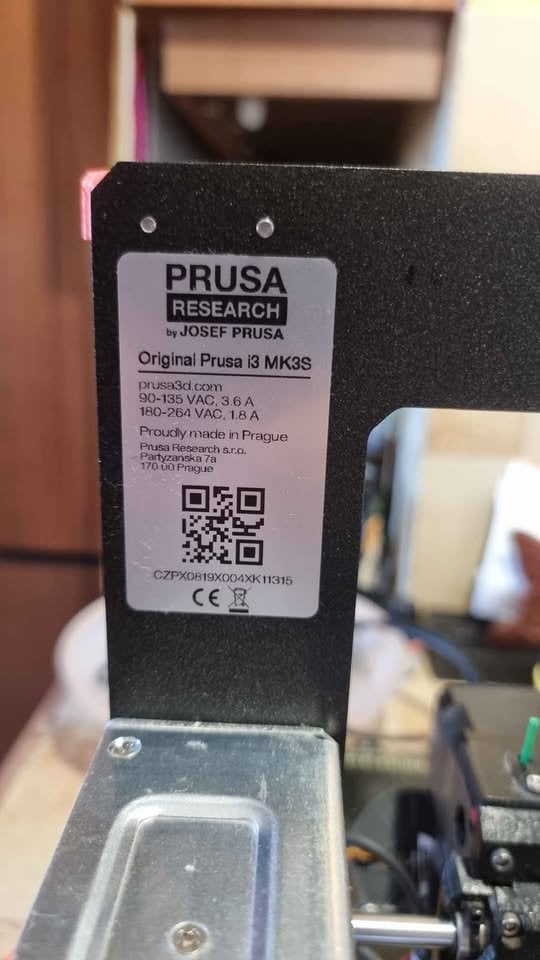 PRUSA
RESEARCH
by JOSEF PRUSA
Original Prusa i3 MK3S
prusa3d.com
90-135 VAC, 3.6 A
180-264 VAC, 1.8 A
Proudly made in Prague
Prusa Research s.r.o.
Partyzanska 7a
170 00 Prague
CZPX0819X004XK11315
CE